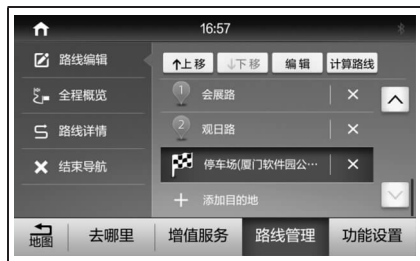 16:57
路线编辑
全程概览
路线详情
结束导航
↑上移 ↓下移 编辑 计算路线
1 会展路 ×
2 观日路 ×
停车场(厦门软件园公… ×
+ 添加目的地
地图 去哪里 增值服务 路线管理 功能设置